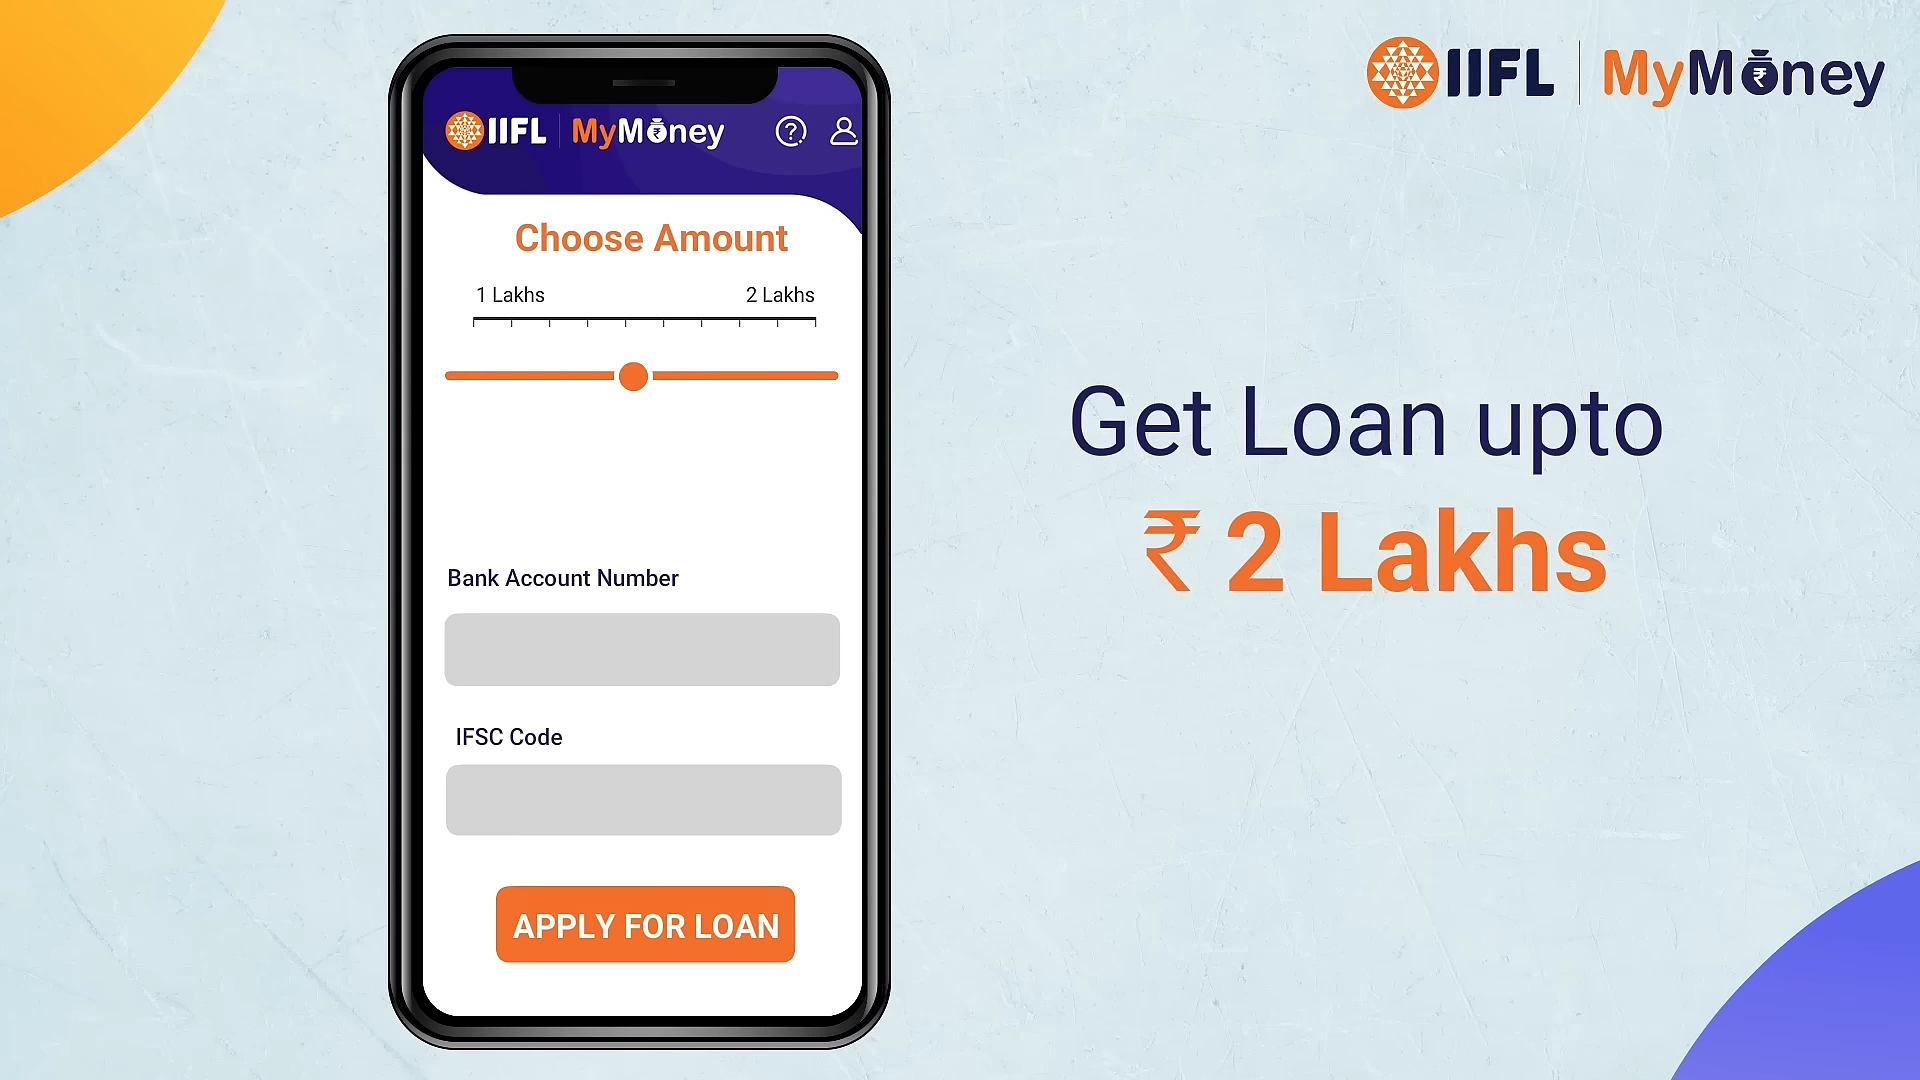 IIFL | MyMoney
Choose Amount
1 Lakhs 2 Lakhs
Bank Account Number
IFSC Code
APPLY FOR LOAN
IIFL | MyMoney
Get Loan upto
₹ 2 Lakhs